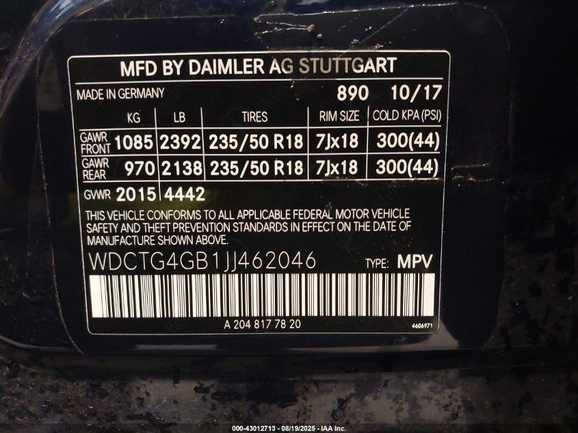 MFD BY DAIMLER AG STUTTGART
MADE IN GERMANY 890 10/17
KG LB TIRES RIM SIZE COLD KPA (PSI)
GAWR FRONT 1085 2392 235/50 R18 7Jx18 300(44)
GAWR REAR 970 2138 235/50 R18 7Jx18 300(44)
GVWR 2015 4442
THIS VEHICLE CONFORMS TO ALL APPLICABLE FEDERAL MOTOR VEHICLE
SAFETY AND THEFT PREVENTION STANDARDS IN EFFECT ON THE DATE
OF MANUFACTURE SHOWN ABOVE.
WDCTG4GB1JJ462046 TYPE: MPV
A 204 817 78 20
4606971
000-43012713 - 08/19/2025 - IAA Inc.